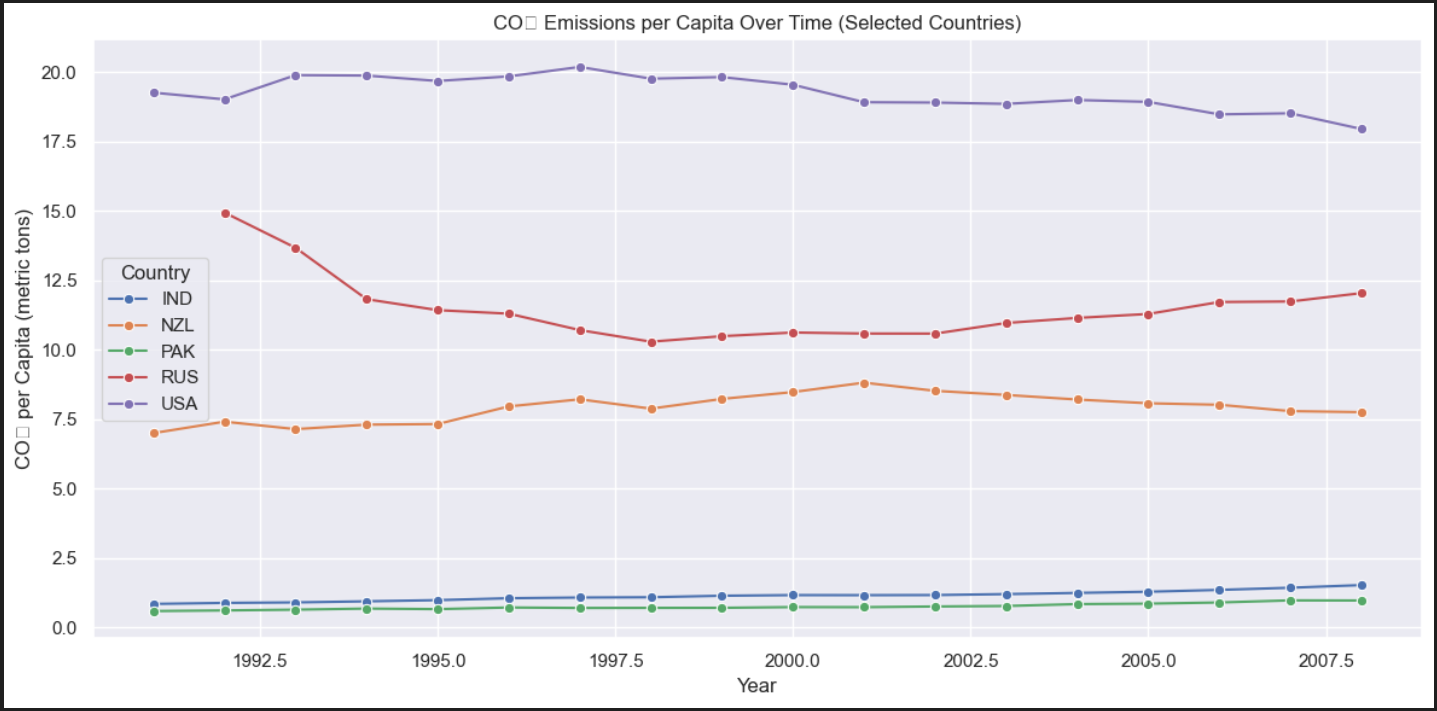 CO□ Emissions per Capita Over Time (Selected Countries)
CO□ per Capita (metric tons)
20.0
17.5
15.0
12.5
10.0
7.5
5.0
2.5
0.0
Country
IND
NZL
PAK
RUS
USA
1992.5 1995.0 1997.5 2000.0 2002.5 2005.0 2007.5
Year